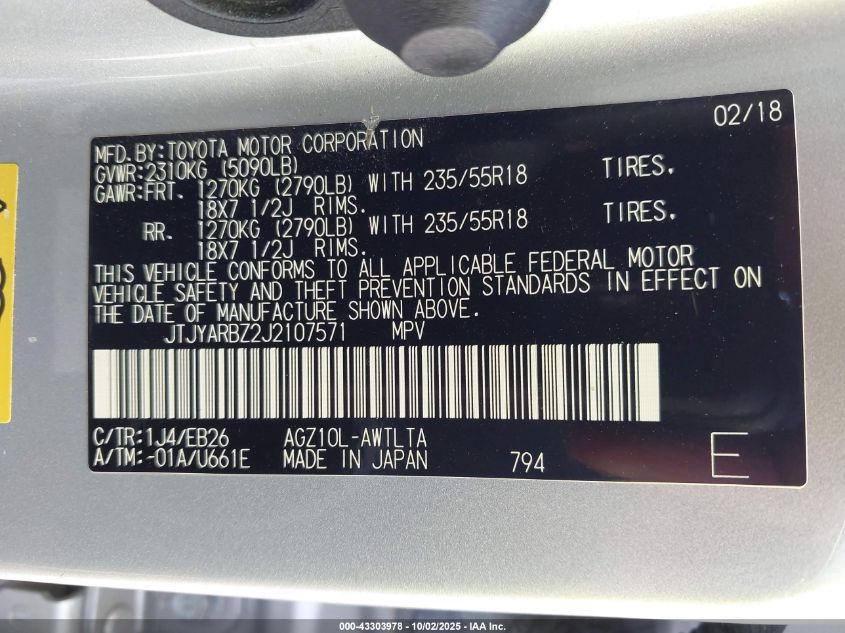 02/18
MFD.BY:TOYOTA MOTOR CORPORATION
GVWR:2310KG (5090LB)
GAWR:FRT. 1270KG (2790LB) WITH 235/55R18 TIRES.
18X7 1/2J RIMS.
RR. 1270KG (2790LB) WITH 235/55R18 TIRES.
18X7 1/2J RIMS.
THIS VEHICLE CONFORMS TO ALL APPLICABLE FEDERAL MOTOR
VEHICLE SAFETY AND THEFT PREVENTION STANDARDS IN EFFECT ON
THE DATE OF MANUFACTURE SHOWN ABOVE.
JTJYARBZ2J2107571 MPV
C/TR:1J4/EB26 AGZ10L-AWTLTA
A/TM:-01A/U661E MADE IN JAPAN 794 E
000-43303978 - 10/02/2025 - IAA Inc.